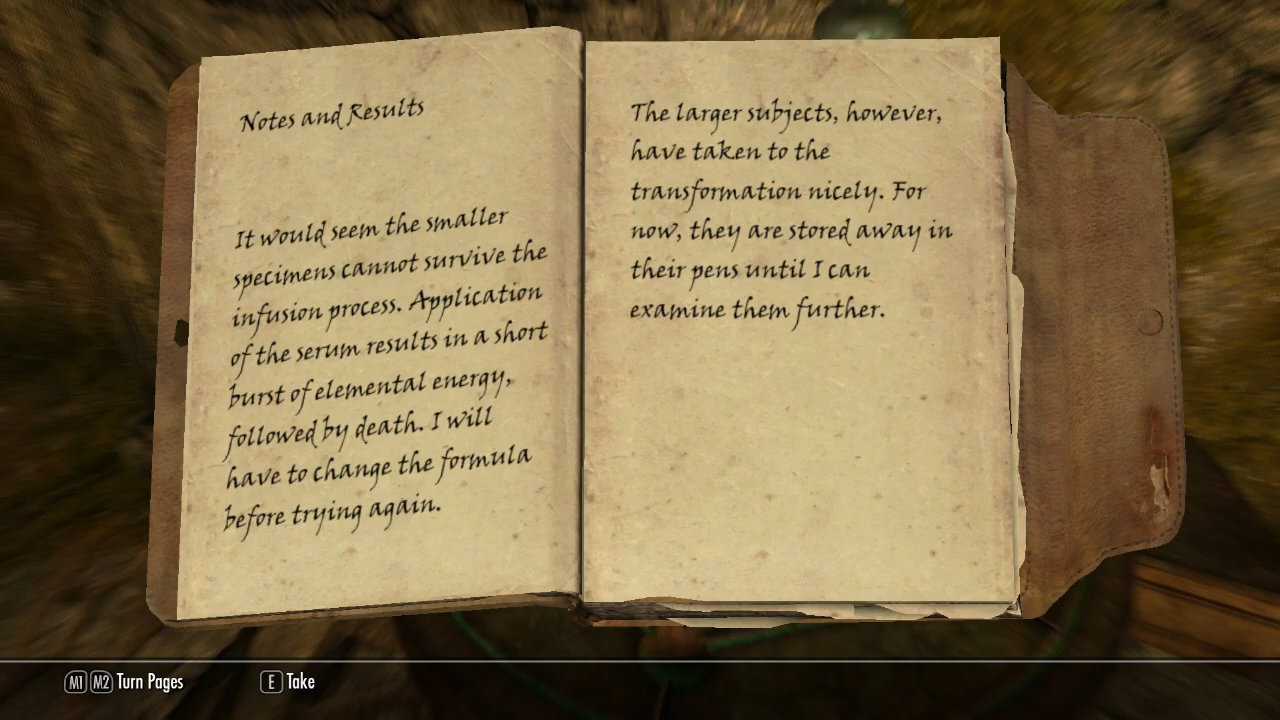 Notes and Results
It would seem the smaller
specimens cannot survive the
infusion process. Application
of the serum results in a short
burst of elemental energy,
followed by death. I will
have to change the formula
before trying again.
The larger subjects, however,
have taken to the
transformation nicely. For
now, they are stored away in
their pens until I can
examine them further.
M1 M2 Turn Pages
E Take